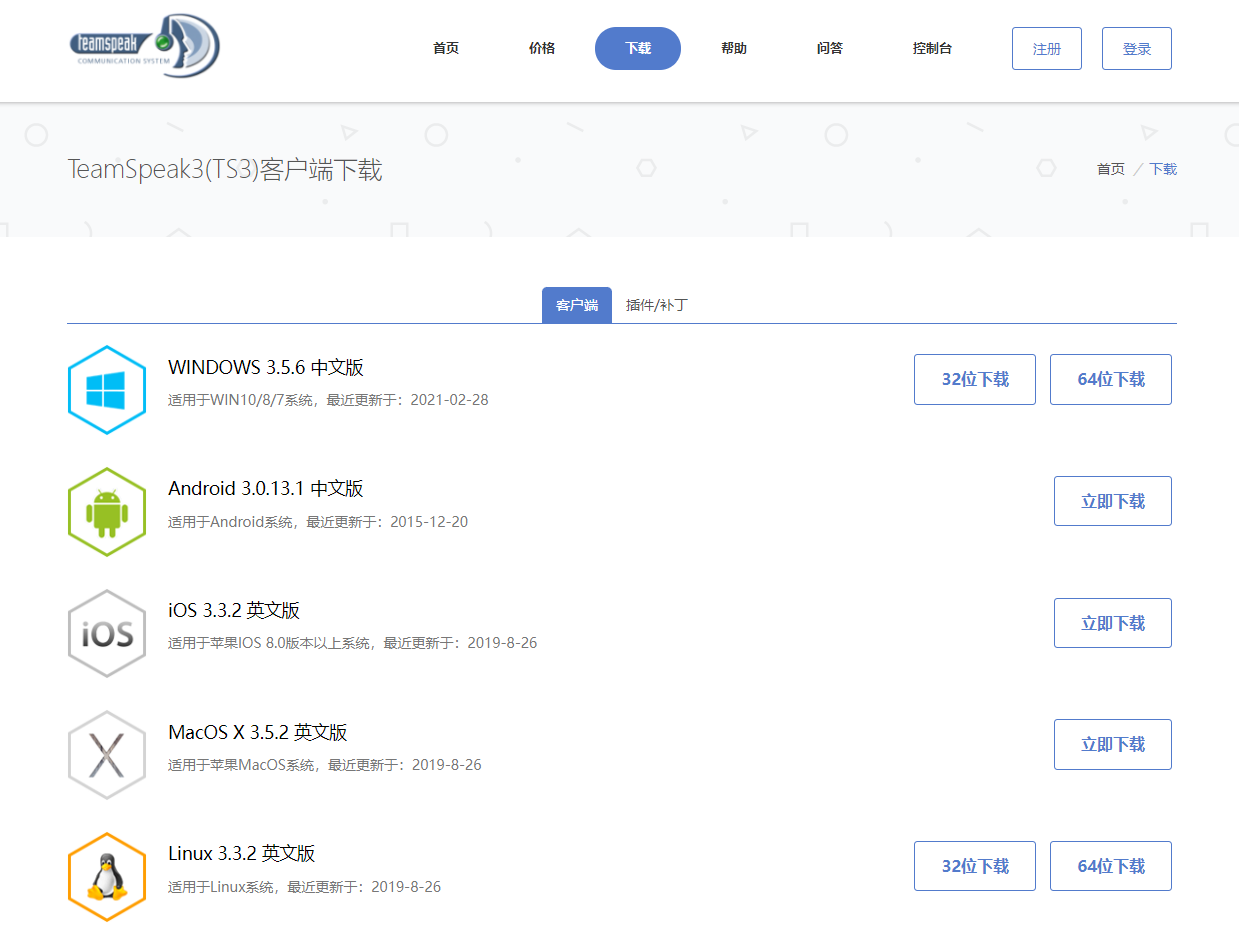 teamspeak
COMMUNICATION SYSTEM
首页 价格 下载 帮助 问答 控制台 注册 登录
TeamSpeak3(TS3)客户端下载
首页 / 下载
客户端 插件/补丁
WINDOWS 3.5.6 中文版
适用于WIN10/8/7系统，最近更新于：2021-02-28
32位下载 64位下载
Android 3.0.13.1 中文版
适用于Android系统，最近更新于：2015-12-20
立即下载
iOS
iOS 3.3.2 英文版
适用于苹果IOS 8.0版本以上系统，最近更新于：2019-8-26
立即下载
X
MacOS X 3.5.2 英文版
适用于苹果MacOS系统，最近更新于：2019-8-26
立即下载
Linux 3.3.2 英文版
适用于Linux系统，最近更新于：2019-8-26
32位下载 64位下载